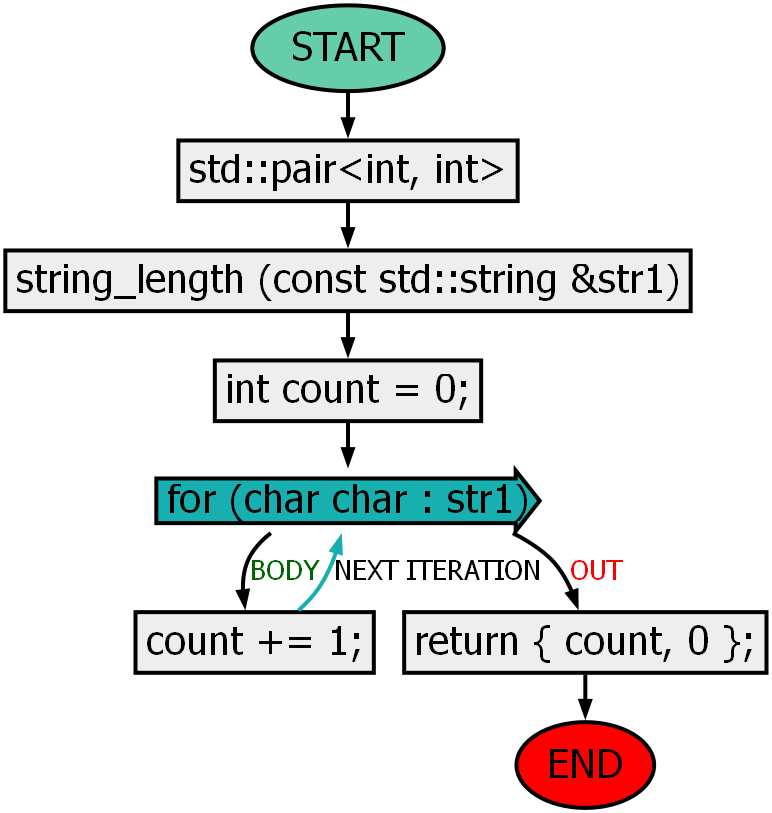 START
std::pair<int, int>
string_length (const std::string &str1)
int count = 0;
for (char char : str1)
BODY
NEXT ITERATION
OUT
count += 1;
return { count, 0 };
END